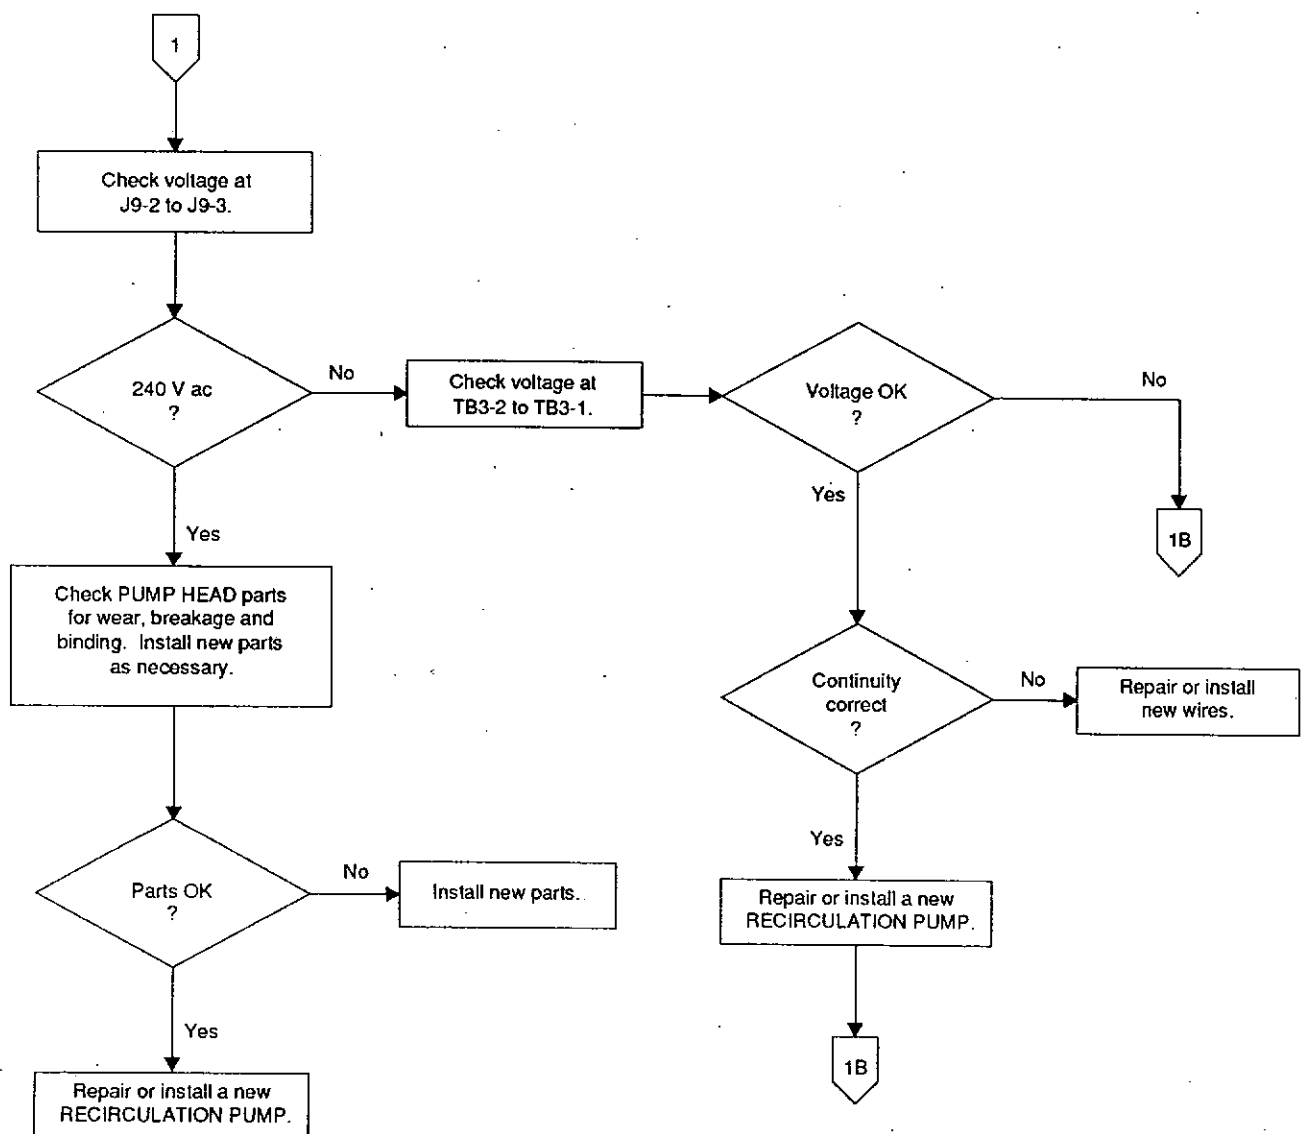 1
Check voltage at
J9-2 to J9-3.
240 V ac
?
No
Check voltage at
TB3-2 to TB3-1.
Voltage OK
?
No
1B
Yes
Yes
Check PUMP HEAD parts
for wear, breakage and
binding. Install new parts
as necessary.
Continuity
correct
?
No
Repair or install
new wires.
Yes
Parts OK
?
No
Install new parts.
Repair or install a new
RECIRCULATION PUMP.
Yes
1B
Repair or install a new
RECIRCULATION PUMP.